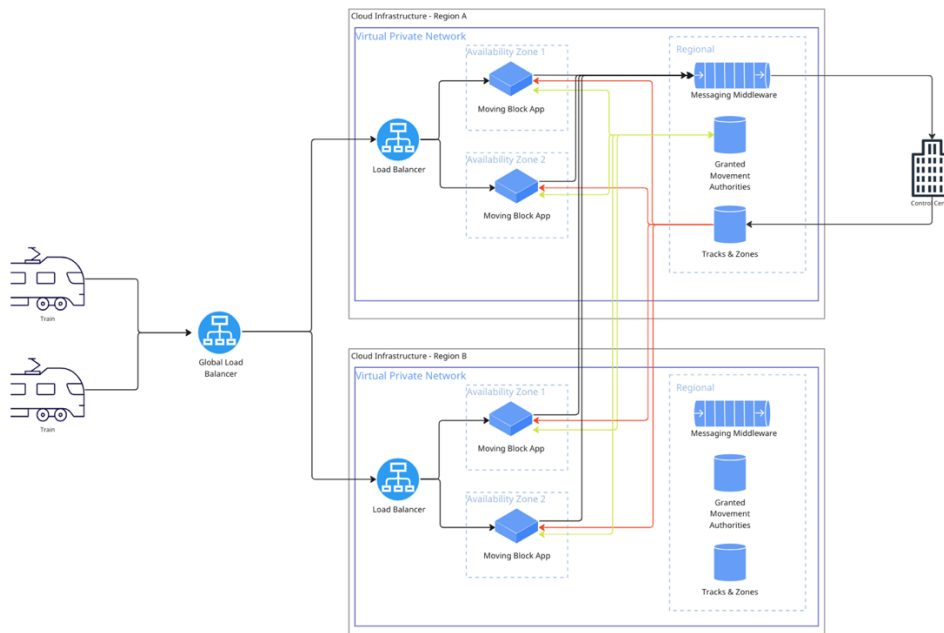 Cloud Infrastructure - Region A
Virtual Private Network
Availability Zone 1
Moving Block App
Load Balancer
Availability Zone 2
Moving Block App
Regional
Messaging Middleware
Granted
Movement
Authorities
Tracks & Zones
Train
Train
Global Load
Balancer
Cloud Infrastructure - Region B
Virtual Private Network
Availability Zone 1
Moving Block App
Load Balancer
Availability Zone 2
Moving Block App
Regional
Messaging Middleware
Granted
Movement
Authorities
Tracks & Zones
Control Cen